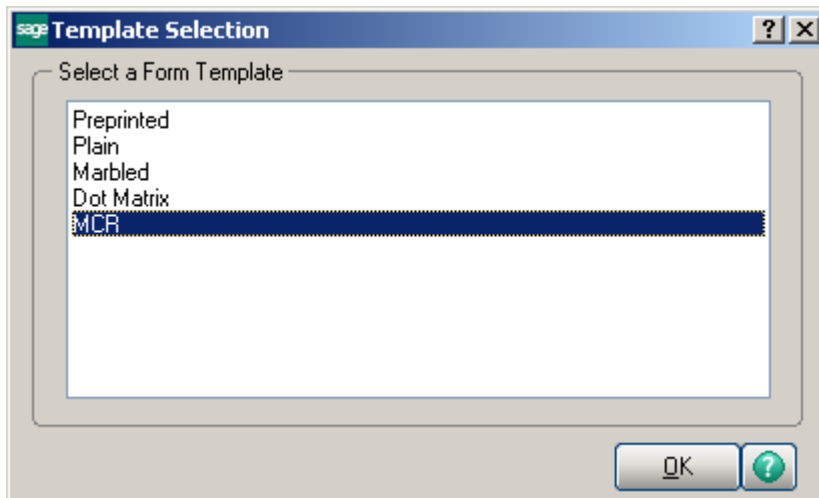 sage Template Selection
Select a Form Template
Preprinted
Plain
Marbled
Dot Matrix
MCR
OK